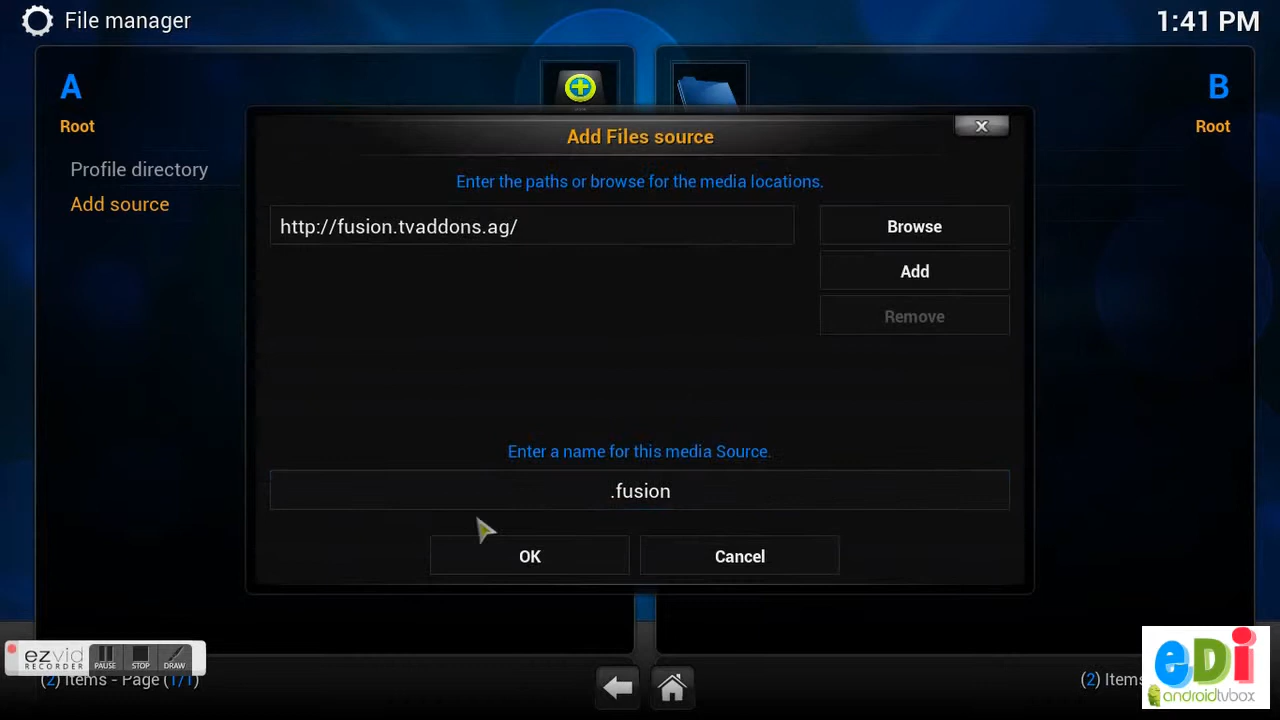 File manager
1:41 PM
A
B
Root
Root
Profile directory
Add source
Add Files source
Enter the paths or browse for the media locations.
http://fusion.tvaddons.ag/
Browse
Add
Remove
Enter a name for this media Source.
.fusion
OK
Cancel
ezvid
RECORDER
PAUSE
STOP
DRAW
(2) Items - Page (1/1)
(2) Items
eDi
androidtvbox